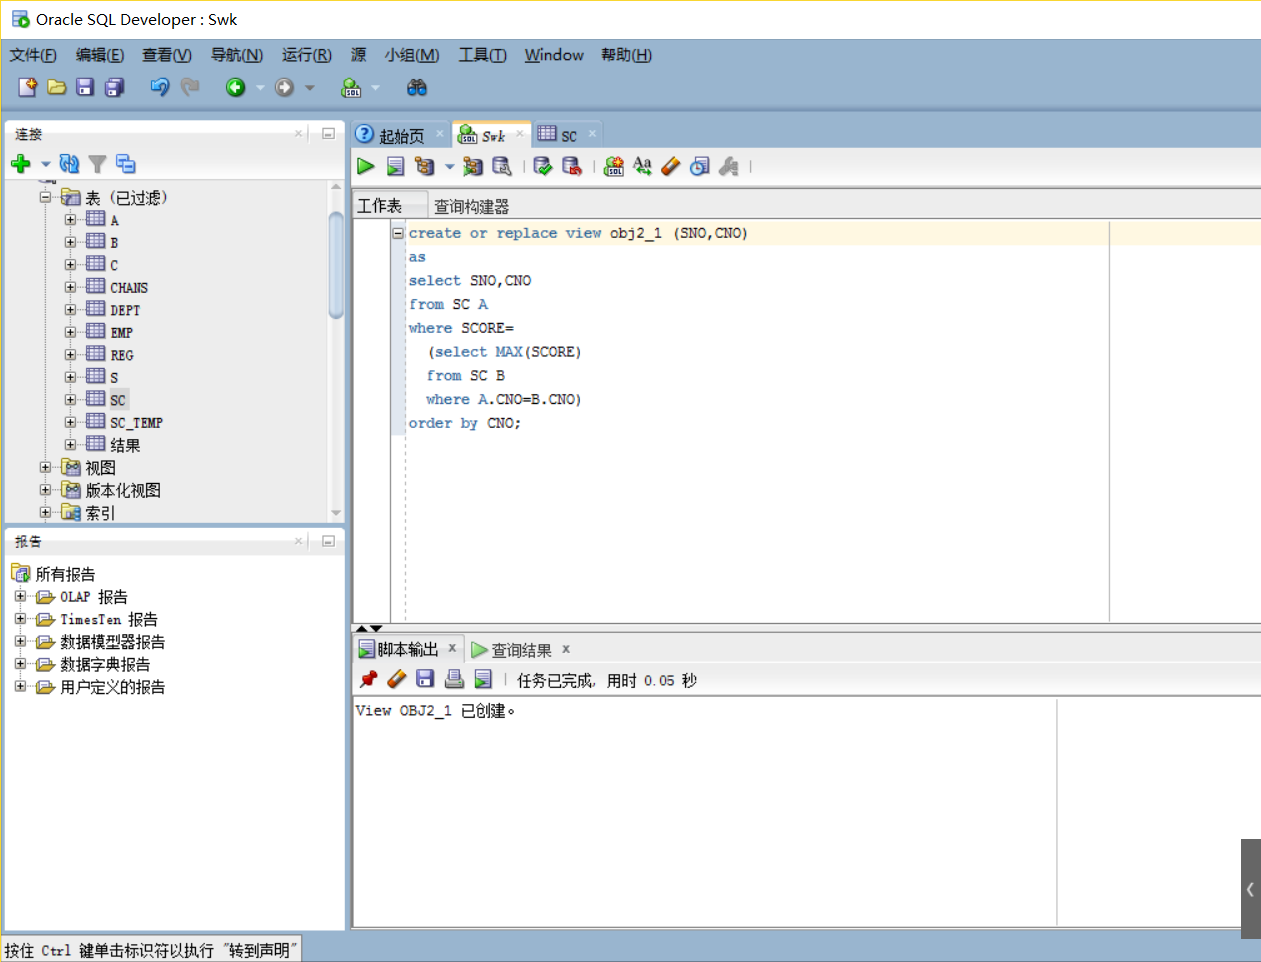 Oracle SQL Developer : Swk
文件(F) 编辑(E) 查看(V) 导航(N) 运行(R) 源 小组(M) 工具(T) Window 帮助(H)
连接
表 (已过滤)
A
B
C
CHANS
DEPT
EMP
REG
S
SC
SC_TEMP
结果
视图
版本化视图
索引
报告
所有报告
OLAP 报告
TimesTen 报告
数据模型器报告
数据字典报告
用户定义的报告
起始页 Swk SC
工作表 查询构建器
create or replace view obj2_1 (SNO,CNO)
as
select SNO,CNO
from SC A
where SCORE=
(select MAX(SCORE)
from SC B
where A.CNO=B.CNO)
order by CNO;
脚本输出 x 查询结果 x
任务已完成, 用时 0.05 秒
View OBJ2_1 已创建。
按住 Ctrl 键单击标识符以执行 "转到声明"